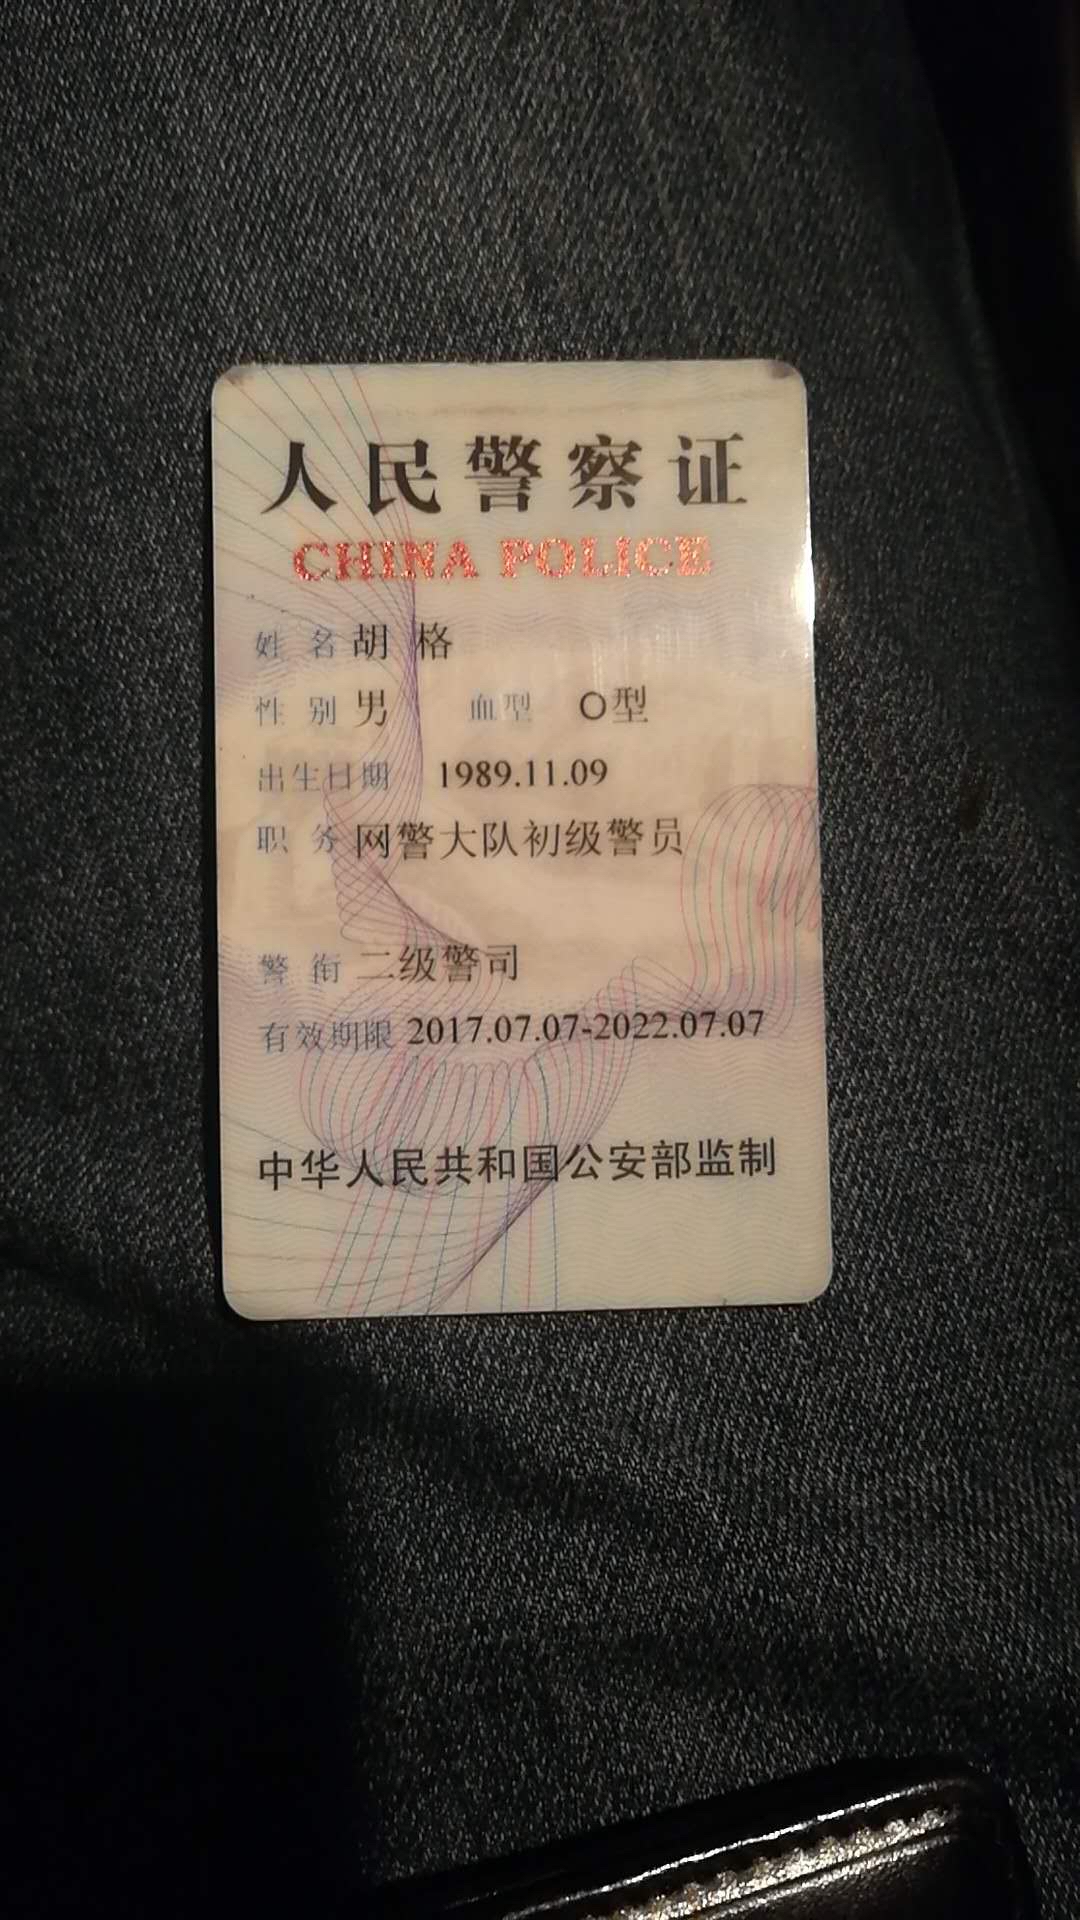 人民警察证
CHINA POLICE
姓名 胡格
性别 男 血型 O型
出生日期 1989.11.09
职务 网警大队初级警员
警衔 二级警司
有效期限 2017.07.07-2022.07.07
中华人民共和国公安部监制